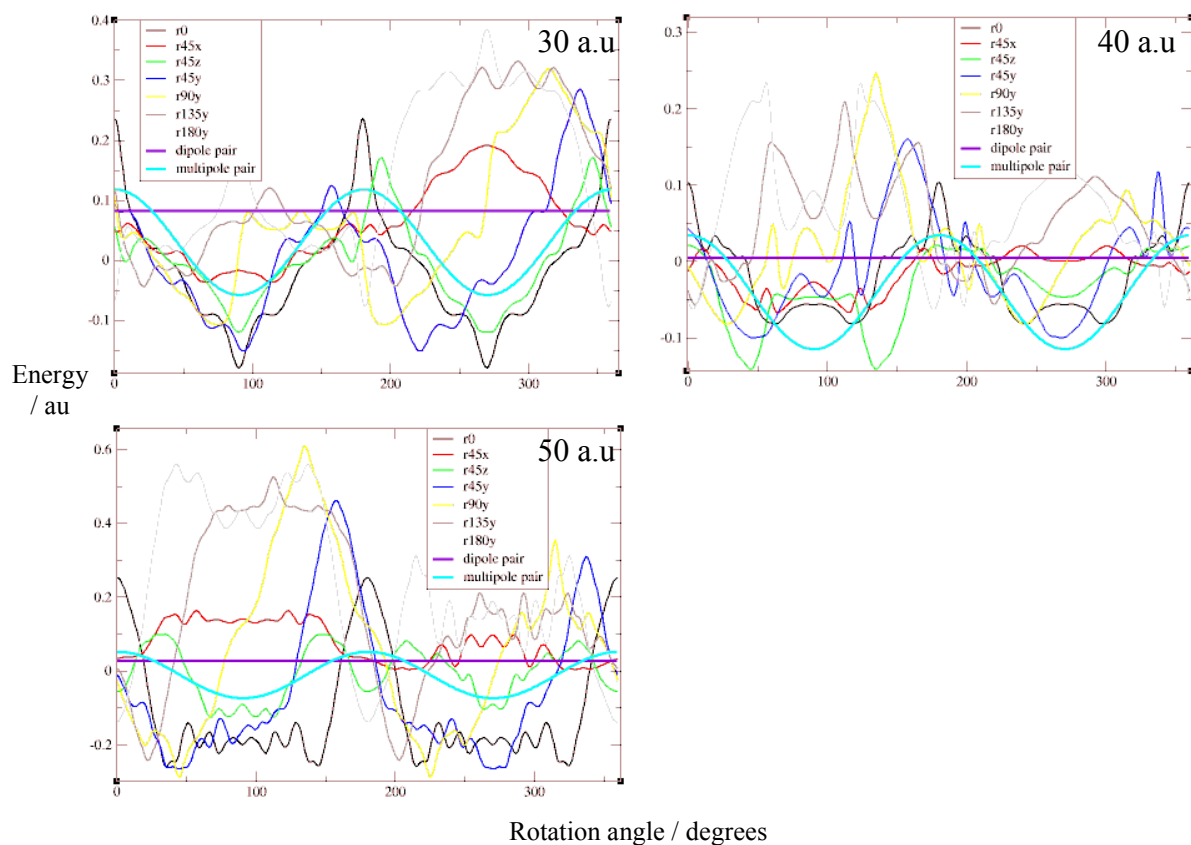 30 a.u
0.4
0.3
0.2
0.1
0
-0.1
0
100
200
300
r0
r45x
r45z
r45y
r90y
r135y
r180y
dipole pair
multipole pair
40 a.u
0.3
0.2
0.1
0
-0.1
0
100
200
300
r0
r45x
r45z
r45y
r90y
r135y
r180y
dipole pair
multipole pair
Energy
/ au
50 a.u
0.6
0.4
0.2
0
-0.2
0
100
200
300
r0
r45x
r45z
r45y
r90y
r135y
r180y
dipole pair
multipole pair
Rotation angle / degrees